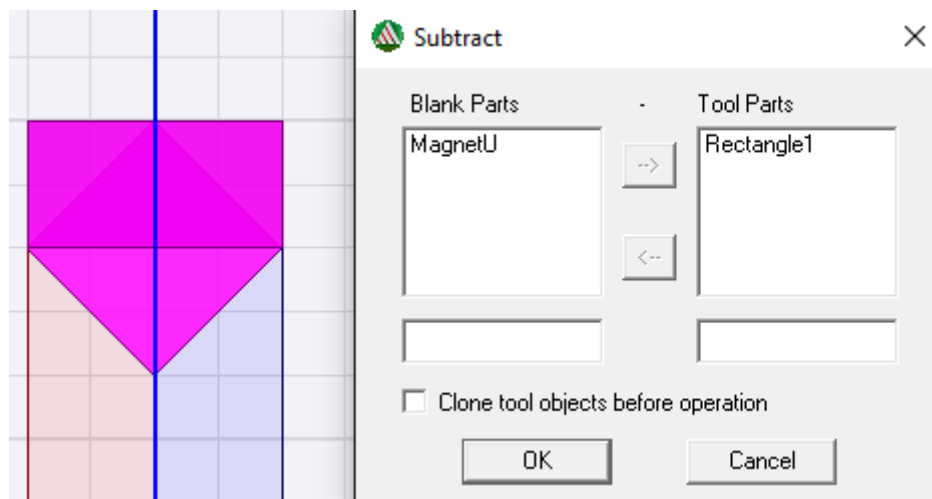 Subtract
Blank Parts - Tool Parts
MagnetU
Rectangle1
-->
<--
Clone tool objects before operation
OK
Cancel